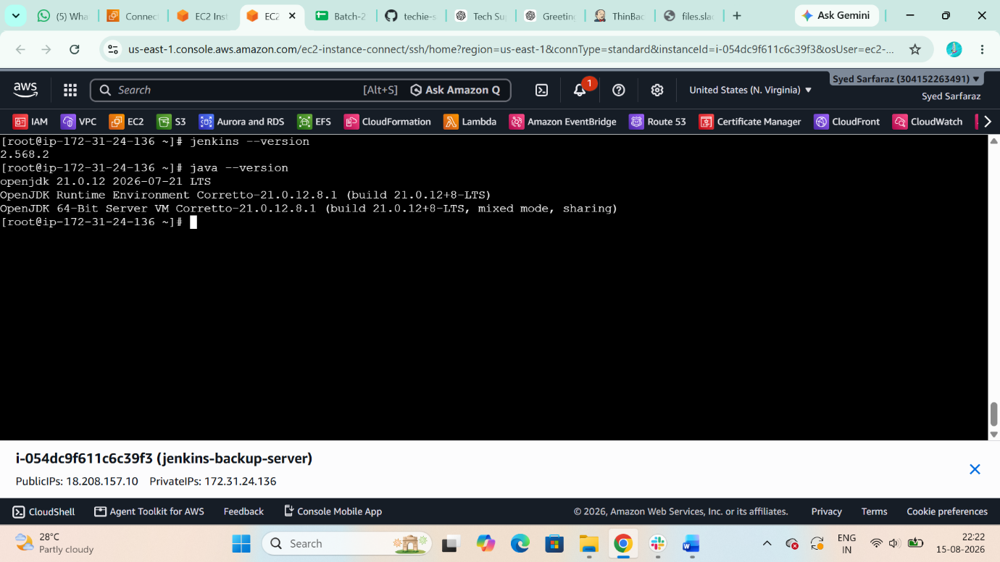 (5) Wha
Connect
EC2 Inst
EC2
Batch-2
techie-s
Tech Su
Greeting
ThinBac
files.slac
Ask Gemini
us-east-1.console.aws.amazon.com/ec2-instance-connect/ssh/home?region=us-east-1&connType=standard&instanceId=i-054dc9f611c6c39f3&osUser=ec2-...
aws
Search
[Alt+S]
Ask Amazon Q
1
United States (N. Virginia)
Syed Sarfaraz (304152263491)
Syed Sarfaraz
IAM
VPC
EC2
S3
Aurora and RDS
EFS
CloudFormation
Lambda
Amazon EventBridge
Route 53
Certificate Manager
CloudFront
CloudWatch
[root@ip-172-31-24-136 ~]# jenkins --version
2.568.2
[root@ip-172-31-24-136 ~]# java --version
openjdk 21.0.12 2026-07-21 LTS
OpenJDK Runtime Environment Corretto-21.0.12.8.1 (build 21.0.12+8-LTS)
OpenJDK 64-Bit Server VM Corretto-21.0.12.8.1 (build 21.0.12+8-LTS, mixed mode, sharing)
[root@ip-172-31-24-136 ~]#
i-054dc9f611c6c39f3 (jenkins-backup-server)
PublicIPs: 18.208.157.10 PrivateIPs: 172.31.24.136
CloudShell
Agent Toolkit for AWS
Feedback
Console Mobile App
© 2026, Amazon Web Services, Inc. or its affiliates.
Privacy
Terms
Cookie preferences
28°C
Partly cloudy
Search
ENG
IN
22:22
15-08-2026